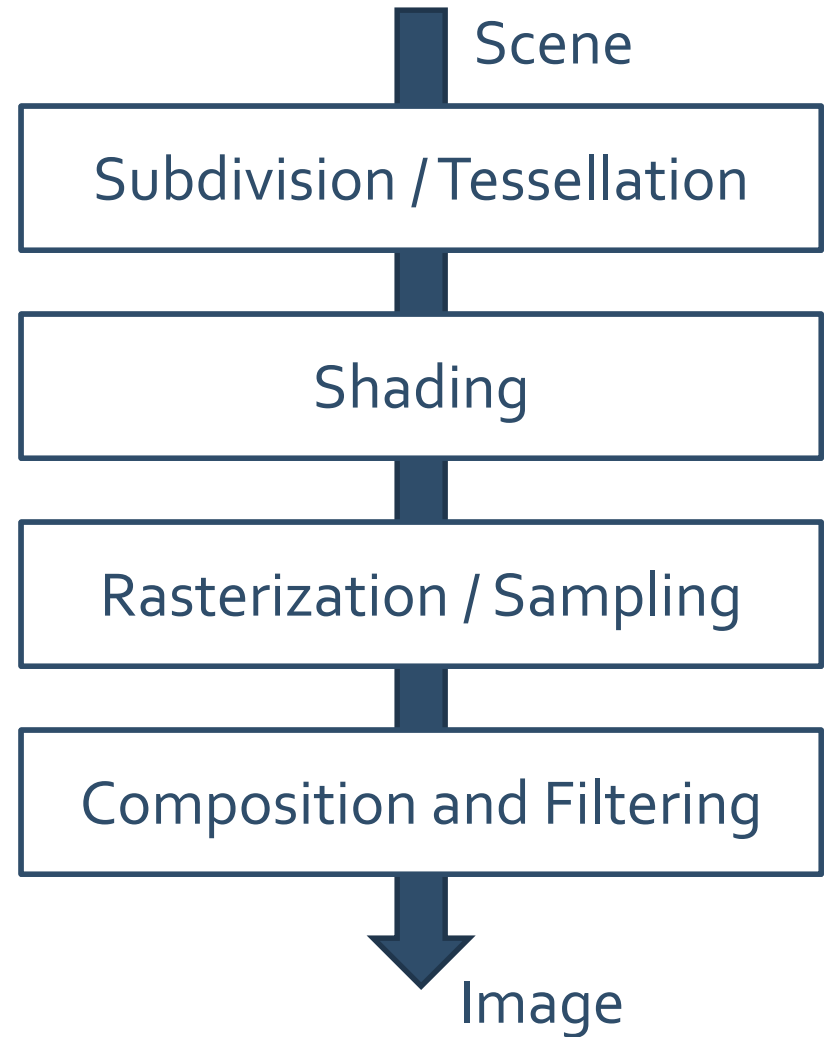 Scene
Subdivision / Tessellation
Shading
Rasterization / Sampling
Composition and Filtering
Image